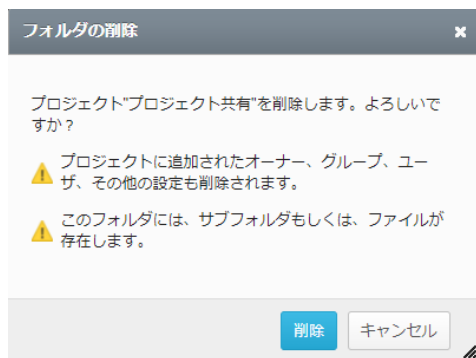 フォルダの削除
プロジェクト"プロジェクト共有"を削除します。よろしいで
すか？
プロジェクトに追加されたオーナー、グループ、ユー
ザ、その他の設定も削除されます。
このフォルダには、サブフォルダもしくは、ファイルが
存在します。
削除 キャンセル